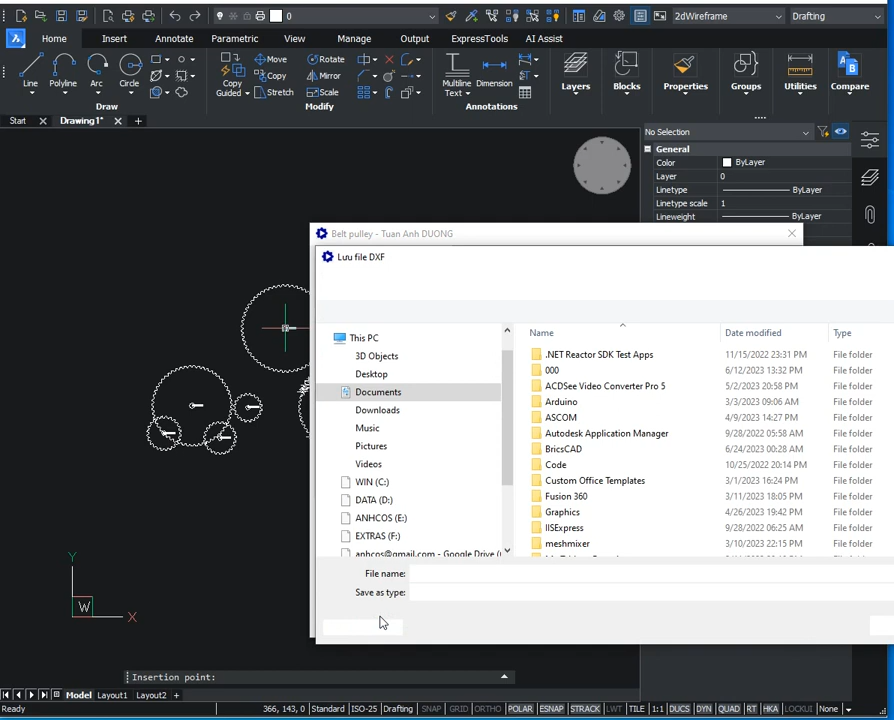 0
2dWireframe
Drafting
Home Insert Annotate Parametric View Manage Output ExpressTools AI Assist
Line Polyline Arc Circle
Draw
Copy
Guided
Move
Copy
Stretch
Rotate
Mirror
Scale
Modify
Multiline
Text
Dimension
Annotations
Layers Blocks Properties Groups Utilities Compare
Start Drawing1*
No Selection
General
Color ByLayer
Layer 0
Linetype ByLayer
Linetype scale 1
Lineweight ByLayer
Belt pulley - Tuan Anh DUONG
Lưu file DXF
This PC
3D Objects
Desktop
Documents
Downloads
Music
Pictures
Videos
WIN (C:)
DATA (D:)
ANHCOS (E:)
EXTRAS (F:)
anhcos@gmail.com - Google Drive (
Name Date modified Type
.NET Reactor SDK Test Apps 11/15/2022 23:31 PM File folder
000 6/12/2023 13:32 PM File folder
ACDSee Video Converter Pro 5 5/2/2023 20:58 PM File folder
Arduino 3/3/2023 09:06 AM File folder
ASCOM 4/9/2023 14:27 PM File folder
Autodesk Application Manager 9/28/2022 05:55 AM File folder
BricsCAD 6/24/2023 00:28 AM File folder
Code 10/25/2022 20:14 PM File folder
Custom Office Templates 3/1/2023 16:24 PM File folder
Fusion 360 3/11/2023 18:05 PM File folder
Graphics 4/26/2023 19:42 PM File folder
IISExpress 9/28/2022 06:25 AM File folder
meshmixer 3/10/2023 22:15 PM File folder
File name:
Save as type:
Y
W
X
Insertion point:
Model Layout1 Layout2 +
Ready 366, 143, 0 Standard ISO-25 Drafting SNAP GRID ORTHO POLAR ESNAP STRACK LWT TILE 1:1 DUCS DYN QUAD RT HKA LOCKUI None